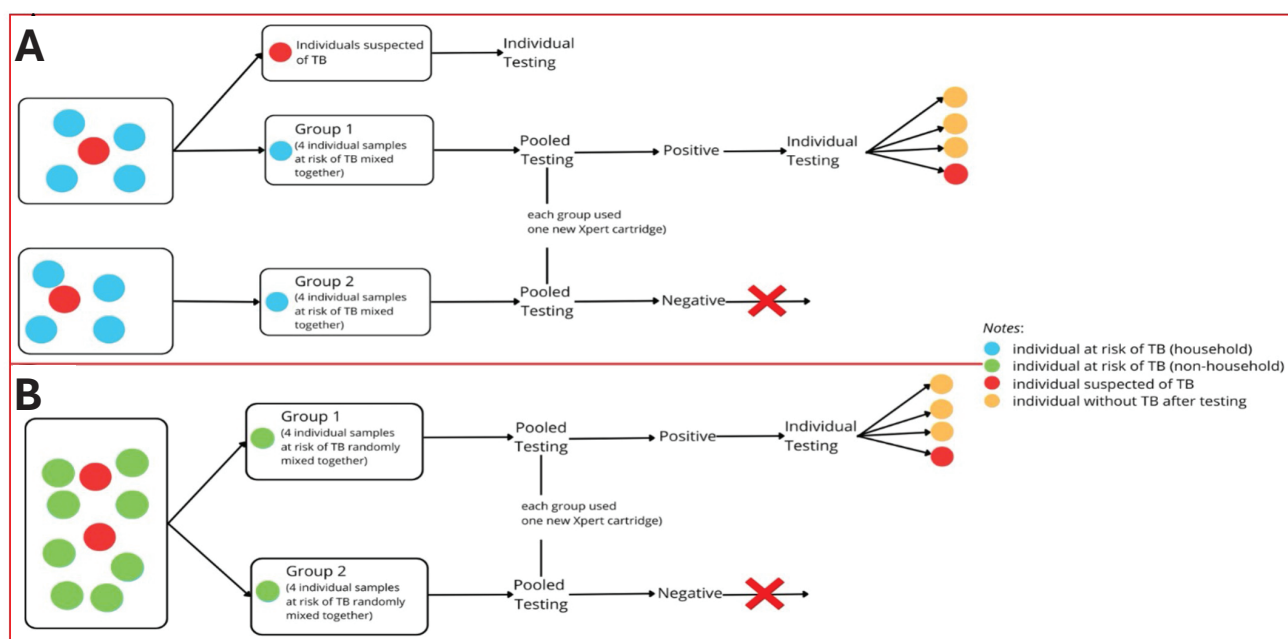 A
Individuals suspected
of TB
Individual
Testing
Group 1
(4 individual samples
at risk of TB mixed
together)
Pooled
Testing
Positive
Individual
Testing
each group used
one new Xpert cartridge)
Group 2
(4 individual samples
at risk of TB mixed
together)
Pooled
Testing
Negative
Notes:
individual at risk of TB (household)
individual at risk of TB (non-household)
individual suspected of TB
individual without TB after testing
B
Group 1
(4 individual samples
at risk of TB randomly
mixed together)
Pooled
Testing
Positive
Individual
Testing
each group used
one new Xpert cartridge)
Group 2
(4 individual samples
at risk of TB randomly
mixed together)
Pooled
Testing
Negative